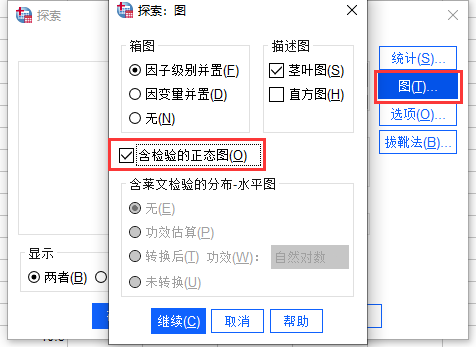 探索
探索：图
箱图
因子级别并置(F)
因变量并置(D)
无(N)
描述图
茎叶图(S)
直方图(H)
含检验的正态图(O)
含莱文检验的分布-水平图
无(E)
功效估算(P)
转换后(T) 功效(W)： 自然对数
未转换(U)
继续(C) 取消 帮助
统计(S)...
图(T)...
选项(O)...
拔靴法(B)...
显示
两者(B)